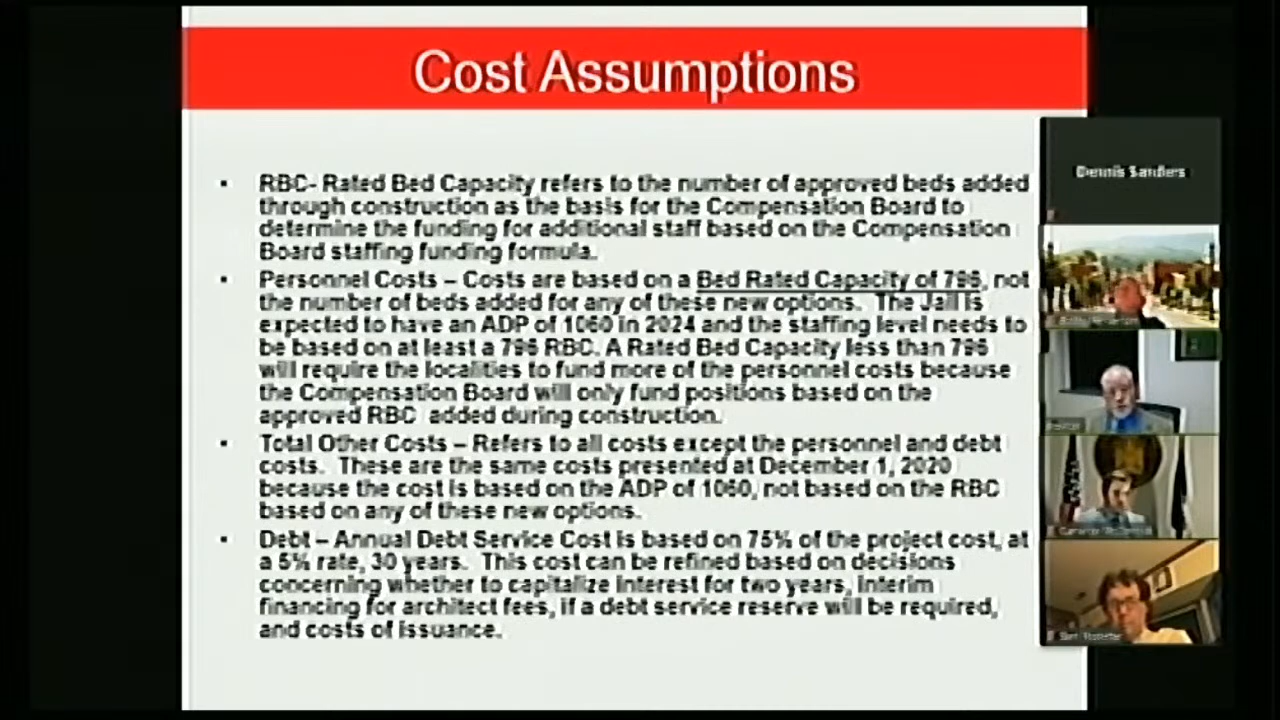 Cost Assumptions
• RBC- Rated Bed Capacity refers to the number of approved beds added
through construction as the basis for the Compensation Board to
determine the funding for additional staff based on the Compensation
Board staffing funding formula.
• Personnel Costs – Costs are based on a Bed Rated Capacity of 796, not
the number of beds added for any of these new options. The Jail is
expected to have an ADP of 1060 in 2024 and the staffing level needs to
be based on at least a 796 RBC. A Rated Bed Capacity less than 796
will require the localities to fund more of the personnel costs because
the Compensation Board will only fund positions based on the
approved RBC added during construction.
• Total Other Costs – Refers to all costs except the personnel and debt
costs. These are the same costs presented at December 1, 2020
because the cost is based on the ADP of 1060, not based on the RBC
based on any of these new options.
• Debt – Annual Debt Service Cost is based on 75% of the project cost, at
a 5% rate, 30 years. This cost can be refined based on decisions
concerning whether to capitalize interest for two years, interim
financing for architect fees, if a debt service reserve will be required,
and costs of issuance.
Dennis Sanders